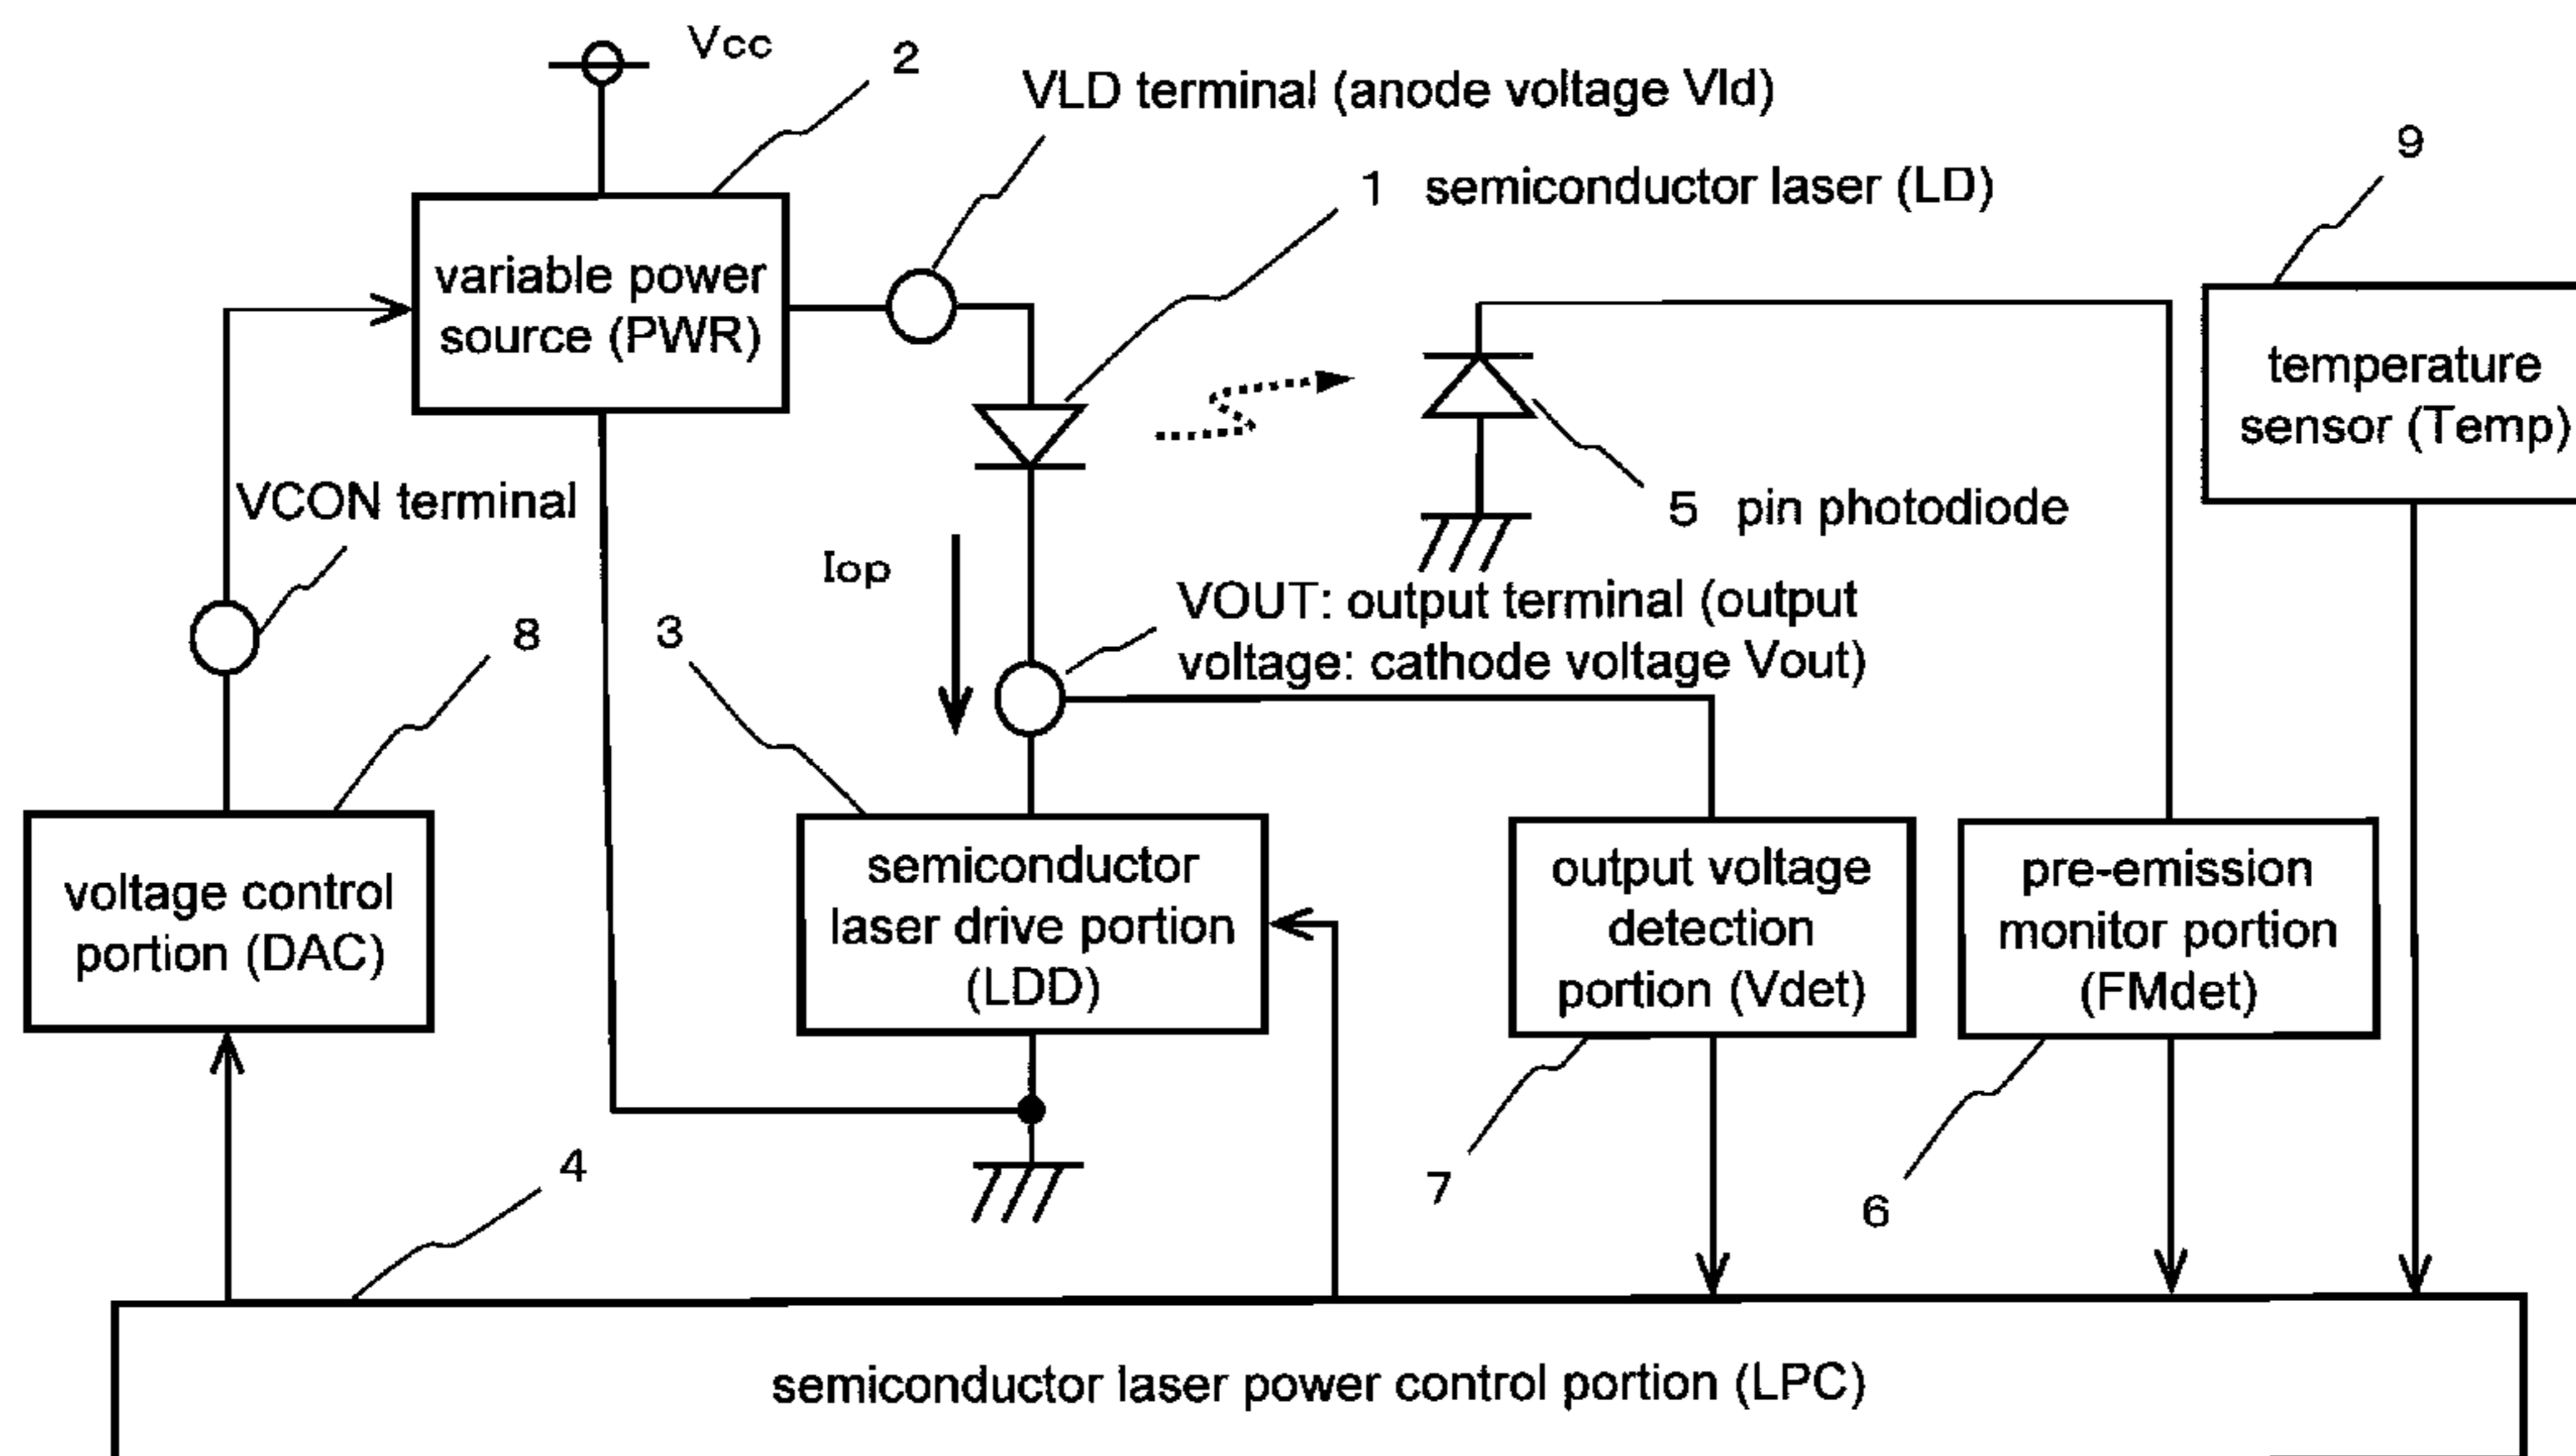 Vcc
2
VLD terminal (anode voltage Vld)
9
1 semiconductor laser (LD)
variable power
source (PWR)
temperature
sensor (Temp)
VCON terminal
5 pin photodiode
Iop
VOUT: output terminal (output
voltage: cathode voltage Vout)
3
8
semiconductor
laser drive portion
(LDD)
voltage control
portion (DAC)
output voltage
detection
portion (Vdet)
pre-emission
monitor portion
(FMdet)
4
7
6
semiconductor laser power control portion (LPC)